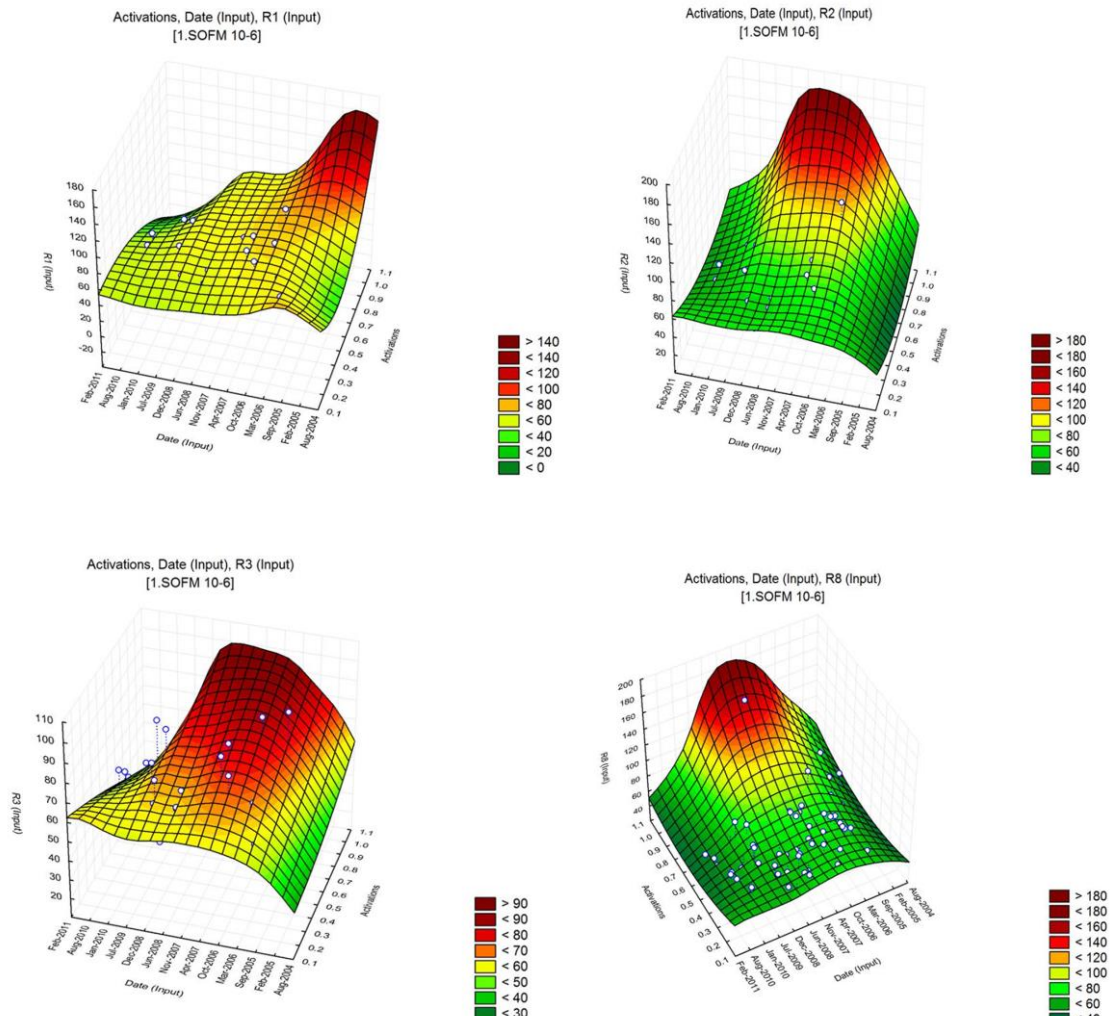 Activations, Date (Input), R1 (Input)
[1.SOFM 10-6]
180
160
140
120
100
80
60
40
20
0
-20
R1 (Input)
Feb-2011
Aug-2010
Jan-2010
Jul-2009
Dec-2008
Jun-2008
Nov-2007
Apr-2007
Oct-2006
Mar-2006
Sep-2005
Feb-2005
Aug-2004
Date (Input)
1.1
1.0
0.9
0.8
0.7
0.6
0.5
0.4
0.3
0.2
0.1
Activations
> 140
< 140
< 120
< 100
< 80
< 60
< 40
< 20
< 0
Activations, Date (Input), R2 (Input)
[1.SOFM 10-6]
200
180
160
140
120
100
80
60
40
20
R2 (Input)
Feb-2011
Aug-2010
Jan-2010
Jul-2009
Dec-2008
Jun-2008
Nov-2007
Apr-2007
Oct-2006
Mar-2006
Sep-2005
Feb-2005
Aug-2004
Date (Input)
1.1
1.0
0.9
0.8
0.7
0.6
0.5
0.4
0.3
0.2
0.1
Activations
> 180
< 180
< 160
< 140
< 120
< 100
< 80
< 60
< 40
Activations, Date (Input), R3 (Input)
[1.SOFM 10-6]
110
100
90
80
70
60
50
40
30
20
R3 (Input)
Feb-2011
Aug-2010
Jan-2010
Jul-2009
Dec-2008
Jun-2008
Nov-2007
Apr-2007
Oct-2006
Mar-2006
Sep-2005
Feb-2005
Aug-2004
Date (Input)
1.1
1.0
0.9
0.8
0.7
0.6
0.5
0.4
0.3
0.2
0.1
Activations
> 90
< 90
< 80
< 70
< 60
< 50
< 40
< 30
Activations, Date (Input), R8 (Input)
[1.SOFM 10-6]
200
180
160
140
120
100
80
60
40
R8 (Input)
1.1
1.0
0.9
0.8
0.7
0.6
0.5
0.4
0.3
0.2
0.1
Activations
Feb-2011
Aug-2010
Jan-2010
Jul-2009
Dec-2008
Jun-2008
Nov-2007
Apr-2007
Oct-2006
Mar-2006
Sep-2005
Feb-2005
Aug-2004
Date (Input)
> 180
< 180
< 160
< 140
< 120
< 100
< 80
< 60